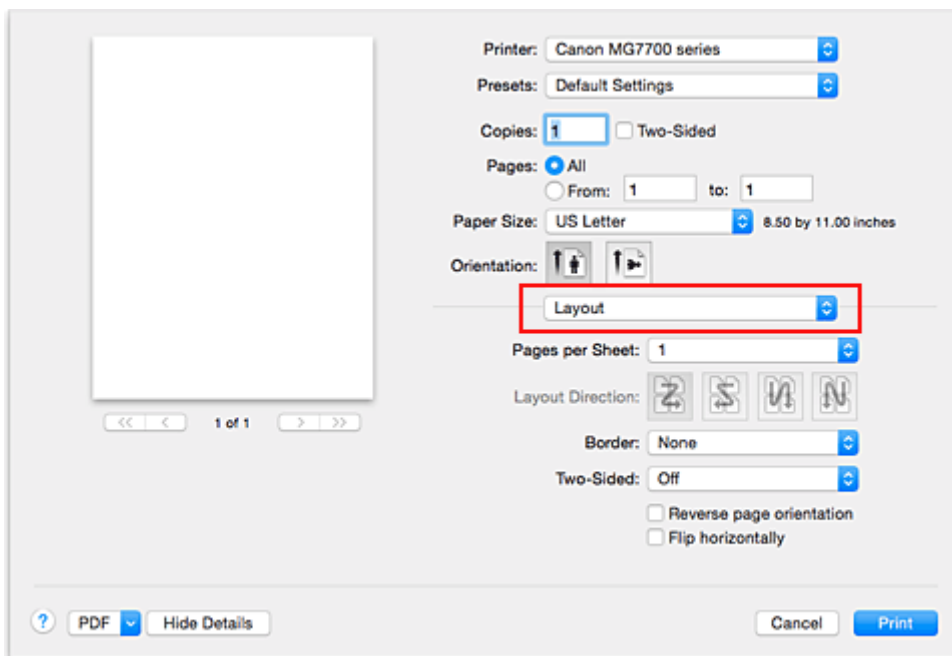 Printer: Canon MG7700 series
Presets: Default Settings
Copies: 1 Two-Sided
Pages: All
From: 1 to: 1
Paper Size: US Letter 8.50 by 11.00 inches
Orientation:
Layout
Pages per Sheet: 1
Layout Direction:
Border: None
Two-Sided: Off
Reverse page orientation
Flip horizontally
<< < 1 of 1 > >>
? PDF Hide Details Cancel Print